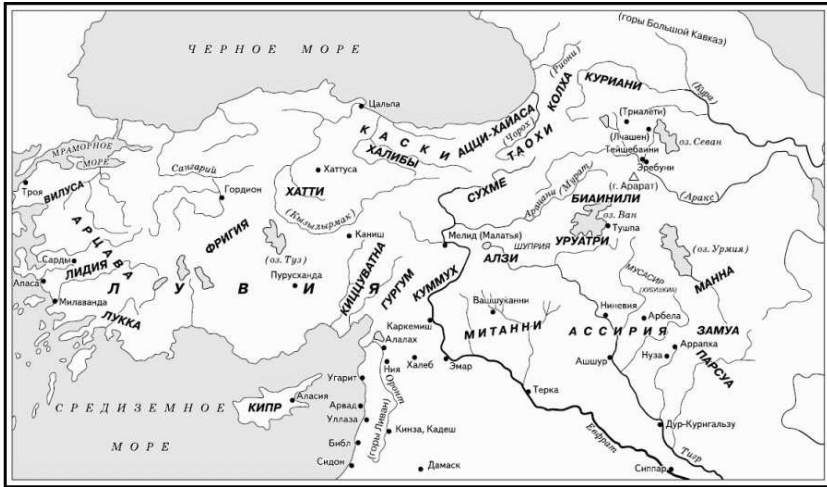 (горы Большой Кавказ)
ЧЕРНОЕ МОРЕ
(Риони)
КОЛХА
КУРИАНИ
(Кура)
Цальпа
КАСКИ
АЦЦИ-ХАЙАСА
(Чорох)
ТАОХИ
(Триалети)
(Лчашен)
оз. Севан
МРАМОРНОЕ
МОРЕ
ХАЛИБЫ
Тейшебаини
Эребуни
Сангарий
Хаттуса
Троя
ВИЛУСА
Гордион
ХАТТИ
СУХМЕ
Арацани (Мурат)
(г. Арарат)
БИАИНИЛИ
(Аракс)
АРЦАВА
ФРИГИЯ
(Кызылырмак)
Каниш
Мелид (Малатья)
оз. Ван
Тушпа
Сарды
ЛИДИЯ
(оз. Туз)
ШУПРИЯ
УРУАТРИ
АЛЗИ
(оз. Урмия)
Апаса
ЛУВИЯ
Пурусханда
КИЦЦУВАТНА
ГУРГУМ
КУММУХ
МУСАСИР
(ХУБУШКИА)
МАННА
Милаванда
ЛУККА
Вашшуканни
Ниневия
Каркемиш
МИТАННИ
АССИРИЯ
Арбела
ЗАМУА
Алалах
Аррапха
Ния
Халеб
Эмар
Ашшур
Нуза
ПАРСУА
Угарит
Оронт
Терка
СРЕДИЗЕМНОЕ
МОРЕ
КИПР
Аласия
Арвад
Уллаза
(горы Ливан)
Кинза, Кадеш
Дур-Куригальзу
Библ
Евфрат
Тигр
Сидон
Дамаск
Сиппар